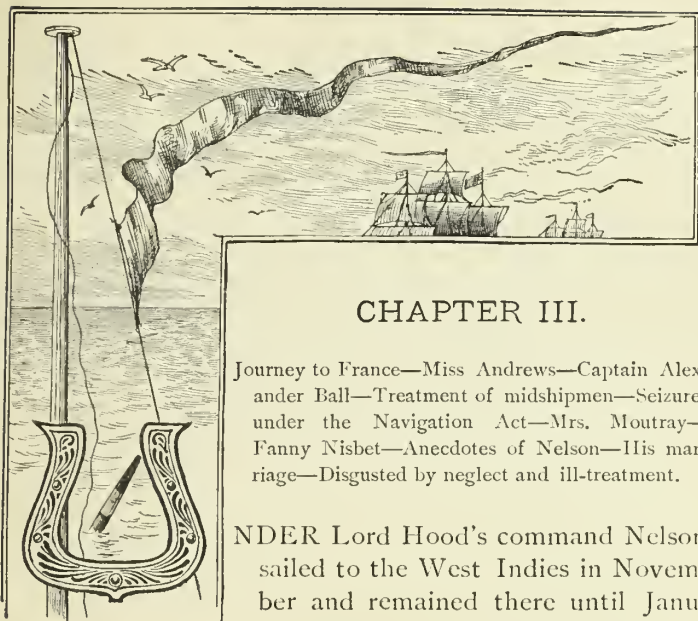 CHAPTER III.
Journey to France—Miss Andrews—Captain Alex
ander Ball—Treatment of midshipmen—Seizure
under the Navigation Act—Mrs. Moutray—
Fanny Nisbet—Anecdotes of Nelson—His mar
riage—Disgusted by neglect and ill-treatment.
UNDER Lord Hood's command Nelson
sailed to the West Indies in Novem
ber and remained there until Janu